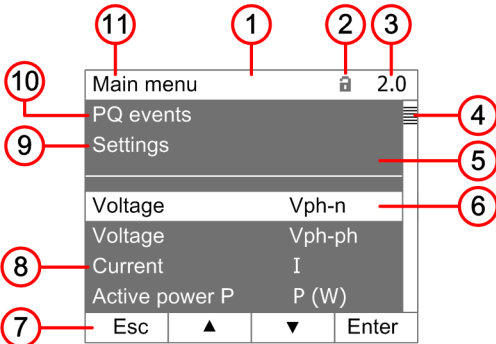 11 1 2 3
Main menu 2.0
10 PQ events 4
9 Settings 5
Voltage Vph-n 6
Voltage Vph-ph
8 Current I
Active power P P (W)
7 Esc ▲ ▼ Enter